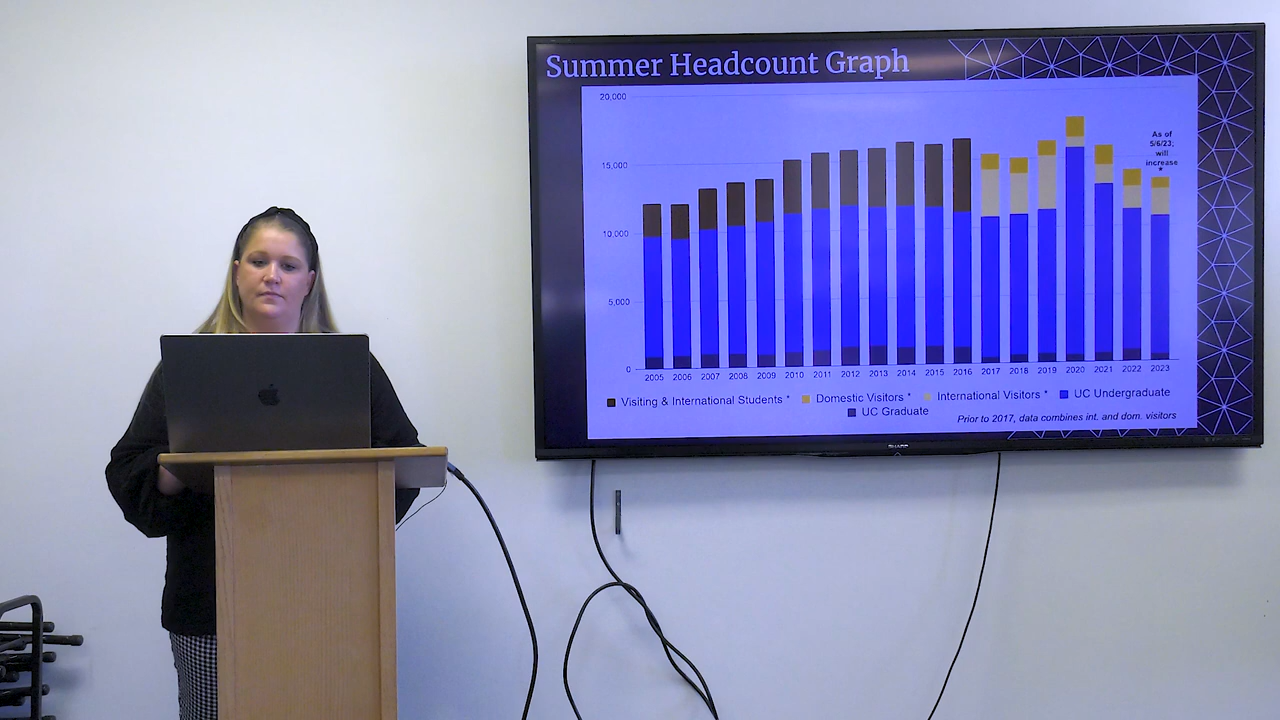 Summer Headcount Graph
20,000
15,000
10,000
5,000
0
As of
5/6/23;
will
increase
*
2005 2006 2007 2008 2009 2010 2011 2012 2013 2014 2015 2016 2017 2018 2019 2020 2021 2022 2023
Visiting & International Students * Domestic Visitors * International Visitors * UC Undergraduate
UC Graduate
Prior to 2017, data combines int. and dom. visitors
SHARP